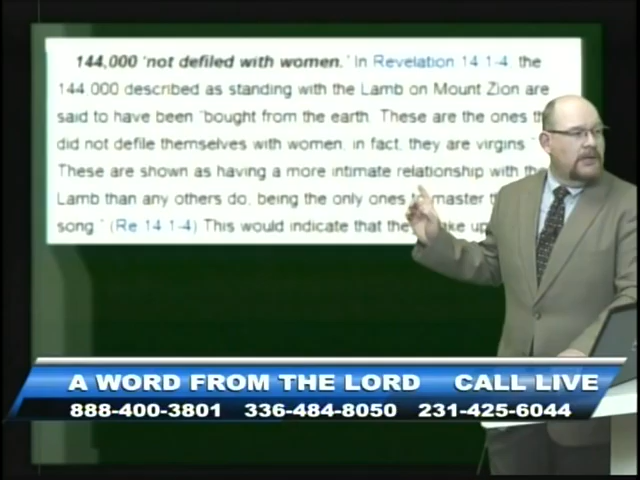 144,000 'not defiled with women.' In Revelation 14:1-4, the
144,000 described as standing with the Lamb on Mount Zion are
said to have been "bought from the earth. These are the ones
did not defile themselves with women; in fact, they are virgins.
These are shown as having a more intimate relationship with the
Lamb than any others do, being the only ones master
song." (Re 14:1-4) This would indicate that up
A WORD FROM THE LORD CALL LIVE
888-400-3801 336-484-8050 231-425-6044